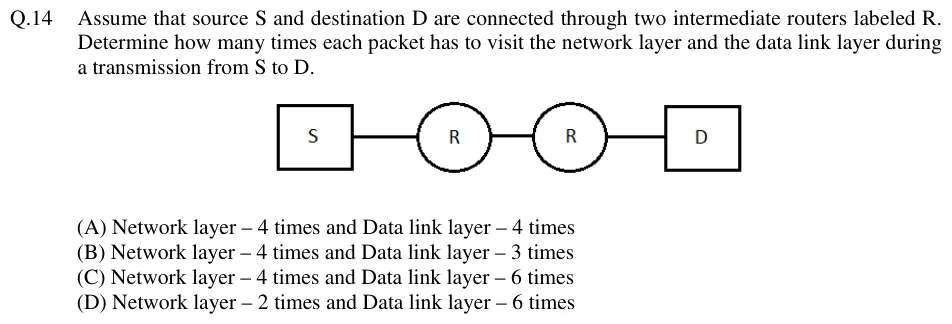 Q.14 Assume that source S and destination D are connected through two intermediate routers labeled R.
Determine how many times each packet has to visit the network layer and the data link layer during
a transmission from S to D.
S R R D
(A) Network layer – 4 times and Data link layer – 4 times
(B) Network layer – 4 times and Data link layer – 3 times
(C) Network layer – 4 times and Data link layer – 6 times
(D) Network layer – 2 times and Data link layer – 6 times